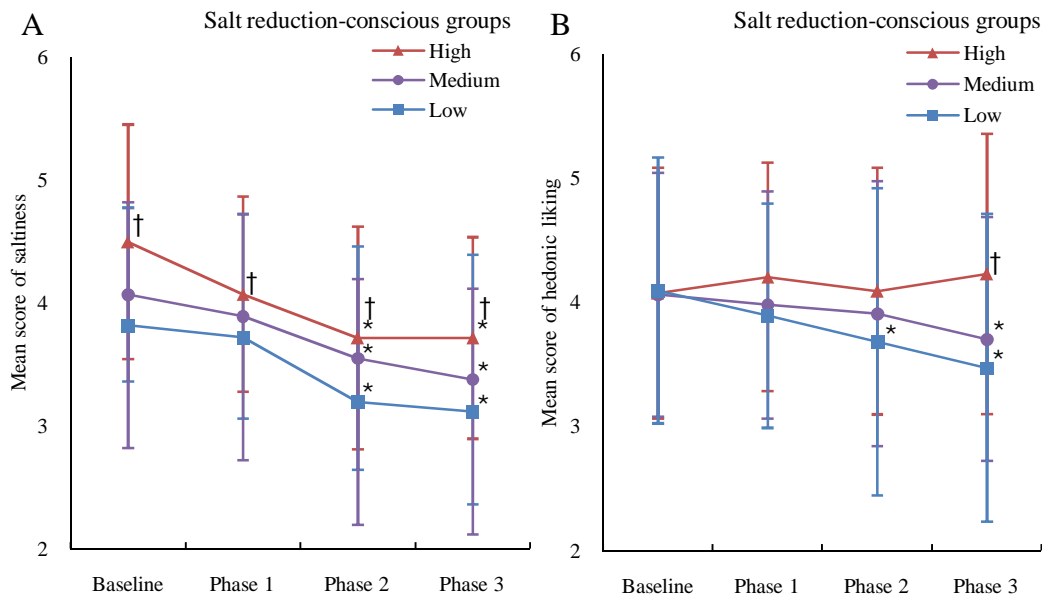 A
Salt reduction-conscious groups
High
Medium
Low
Mean score of saltiness
6
5
4
3
2
†
†
†
*
*
*
†
*
*
*
Baseline
Phase 1
Phase 2
Phase 3
B
Salt reduction-conscious groups
High
Medium
Low
Mean score of hedonic liking
6
5
4
3
2
*
†
*
*
Baseline
Phase 1
Phase 2
Phase 3